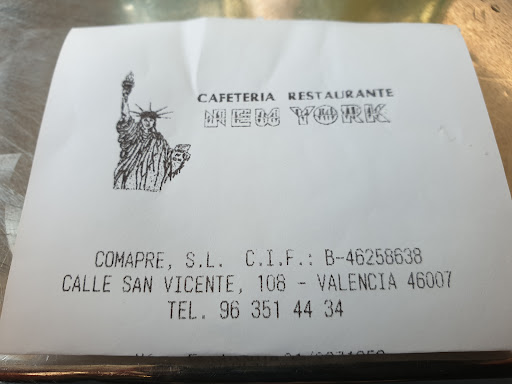 CAFETERIA RESTAURANTE
NEW YORK
COMAPRE, S.L. C.I.F.: B-46258638
CALLE SAN VICENTE, 108 - VALENCIA 46007
TEL. 96 351 44 34